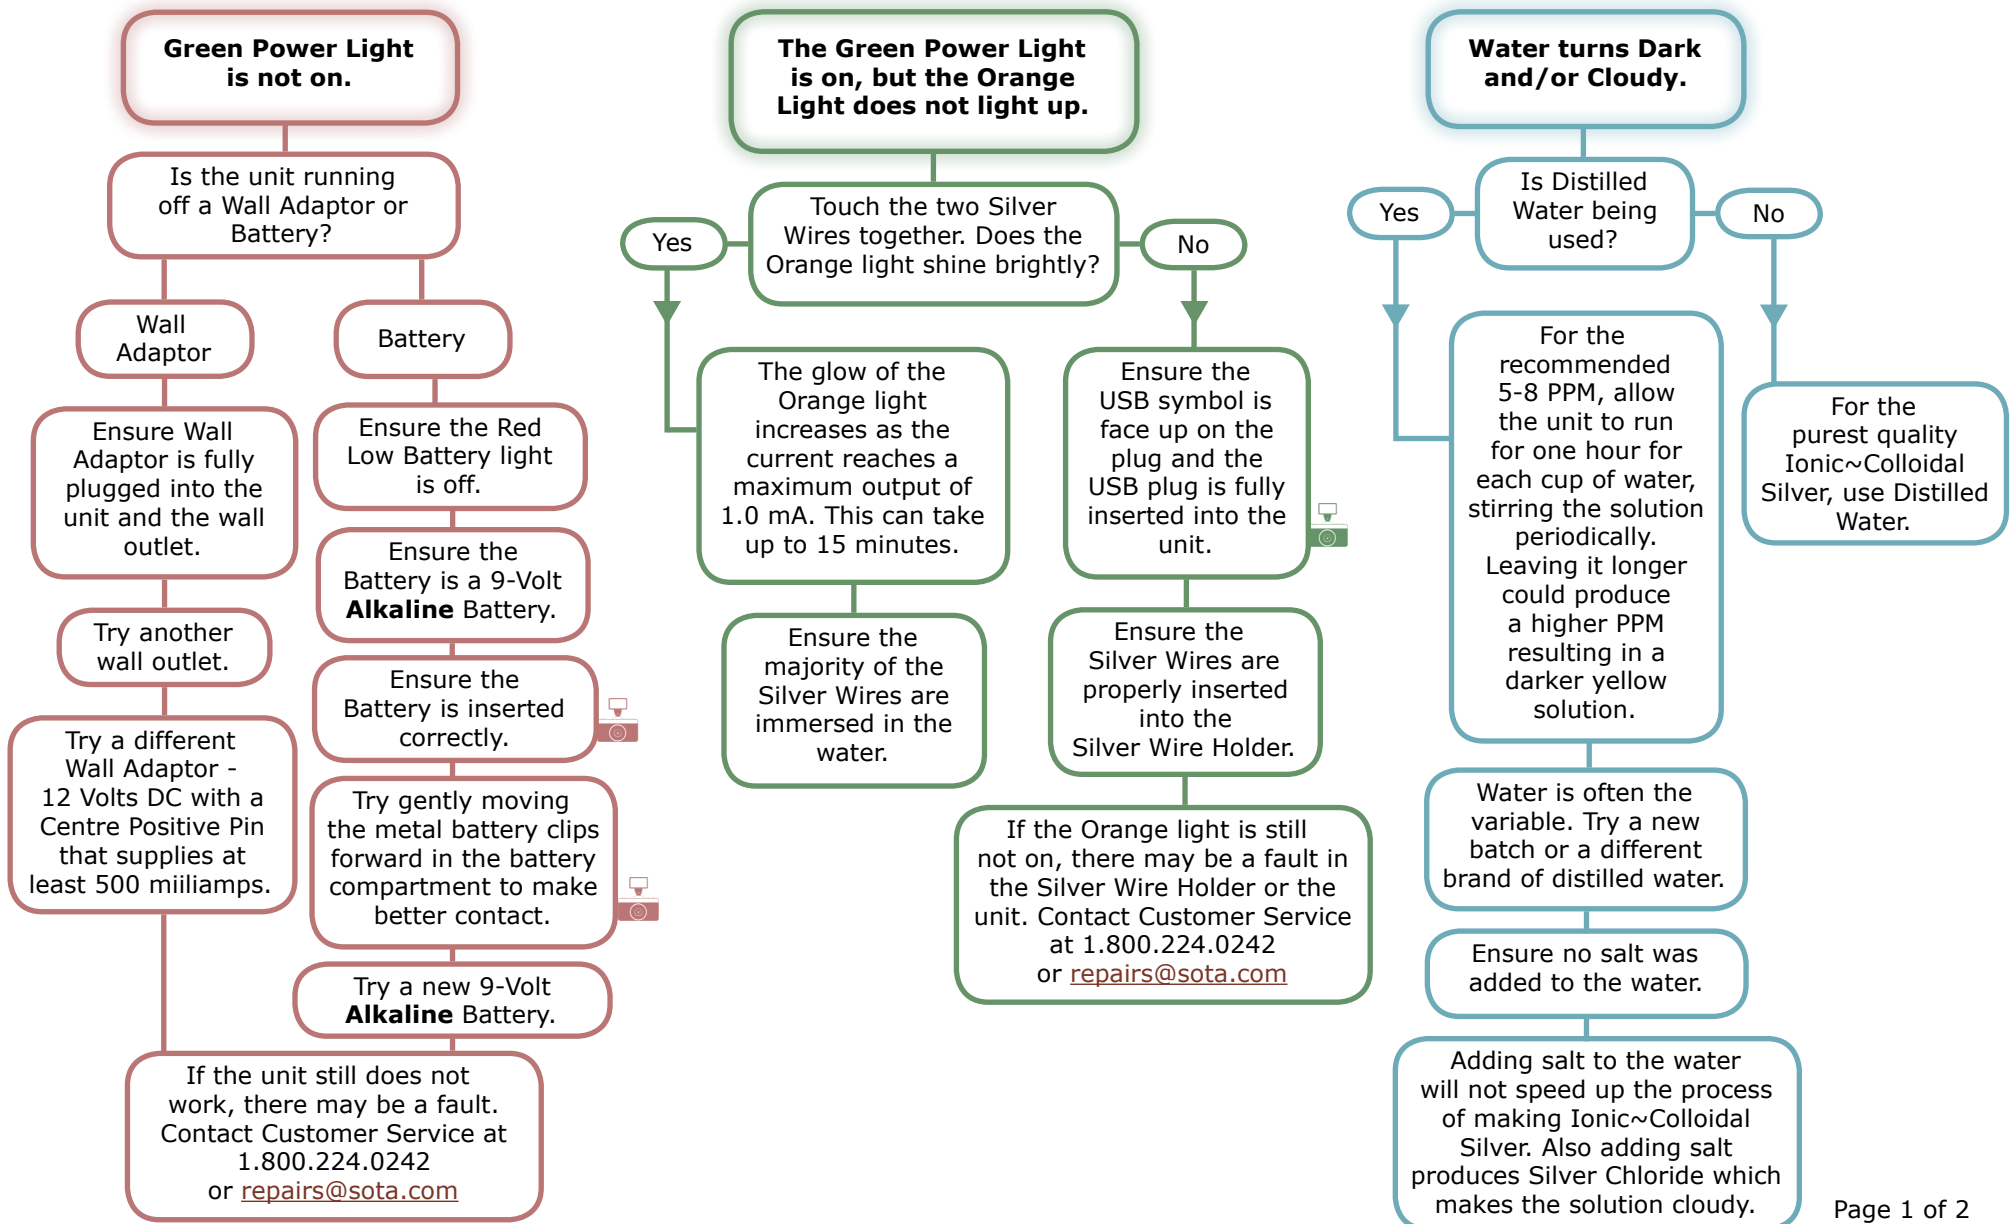 Green Power Light
is not on.
Is the unit running
off a Wall Adaptor or
Battery?
Wall
Adaptor
Ensure Wall
Adaptor is fully
plugged into the
unit and the wall
outlet.
Try another
wall outlet.
Try a different
Wall Adaptor -
12 Volts DC with a
Centre Positive Pin
that supplies at
least 500 miiliamps.
Battery
Ensure the Red
Low Battery light
is off.
Ensure the
Battery is a 9-Volt
Alkaline Battery.
Ensure the
Battery is inserted
correctly.
Try gently moving
the metal battery clips
forward in the battery
compartment to make
better contact.
Try a new 9-Volt
Alkaline Battery.
If the unit still does not
work, there may be a fault.
Contact Customer Service at
1.800.224.0242
or repairs@sota.com
The Green Power Light
is on, but the Orange
Light does not light up.
Touch the two Silver
Wires together. Does the
Orange light shine brightly?
Yes
The glow of the
Orange light
increases as the
current reaches a
maximum output of
1.0 mA. This can take
up to 15 minutes.
Ensure the
majority of the
Silver Wires are
immersed in the
water.
No
Ensure the
USB symbol is
face up on the
plug and the
USB plug is fully
inserted into the
unit.
Ensure the
Silver Wires are
properly inserted
into the
Silver Wire Holder.
If the Orange light is still
not on, there may be a fault in
the Silver Wire Holder or the
unit. Contact Customer Service
at 1.800.224.0242
or repairs@sota.com
Water turns Dark
and/or Cloudy.
Is Distilled
Water being
used?
Yes
For the
recommended
5-8 PPM, allow
the unit to run
for one hour for
each cup of water,
stirring the solution
periodically.
Leaving it longer
could produce
a higher PPM
resulting in a
darker yellow
solution.
Water is often the
variable. Try a new
batch or a different
brand of distilled water.
Ensure no salt was
added to the water.
Adding salt to the water
will not speed up the process
of making Ionic~Colloidal
Silver. Also adding salt
produces Silver Chloride which
makes the solution cloudy.
No
For the
purest quality
Ionic~Colloidal
Silver, use Distilled
Water.
Page 1 of 2